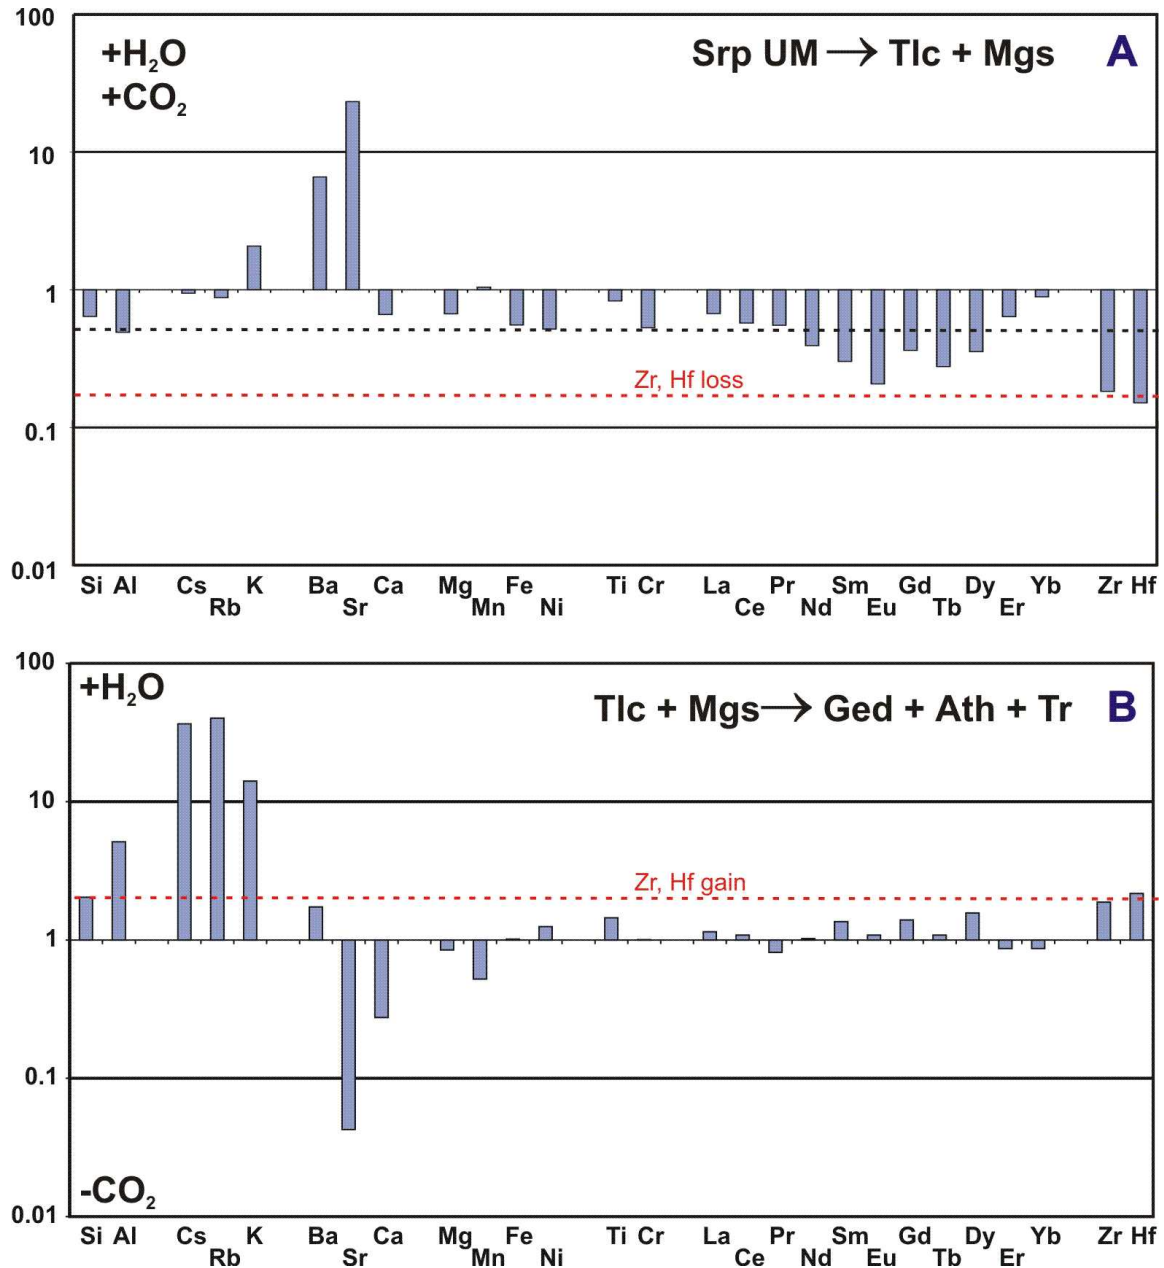 100
+H₂O
+CO₂
Srp UM → Tlc + Mgs
A
10
1
Zr, Hf loss
0.1
0.01
Si Al Cs Rb K Ba Sr Ca Mg Mn Fe Ni Ti Cr La Ce Pr Nd Sm Eu Gd Tb Dy Er Yb Zr Hf
100
+H₂O
Tlc + Mgs → Ged + Ath + Tr
B
10
Zr, Hf gain
1
0.1
-CO₂
0.01
Si Al Cs Rb K Ba Sr Ca Mg Mn Fe Ni Ti Cr La Ce Pr Nd Sm Eu Gd Tb Dy Er Yb Zr Hf